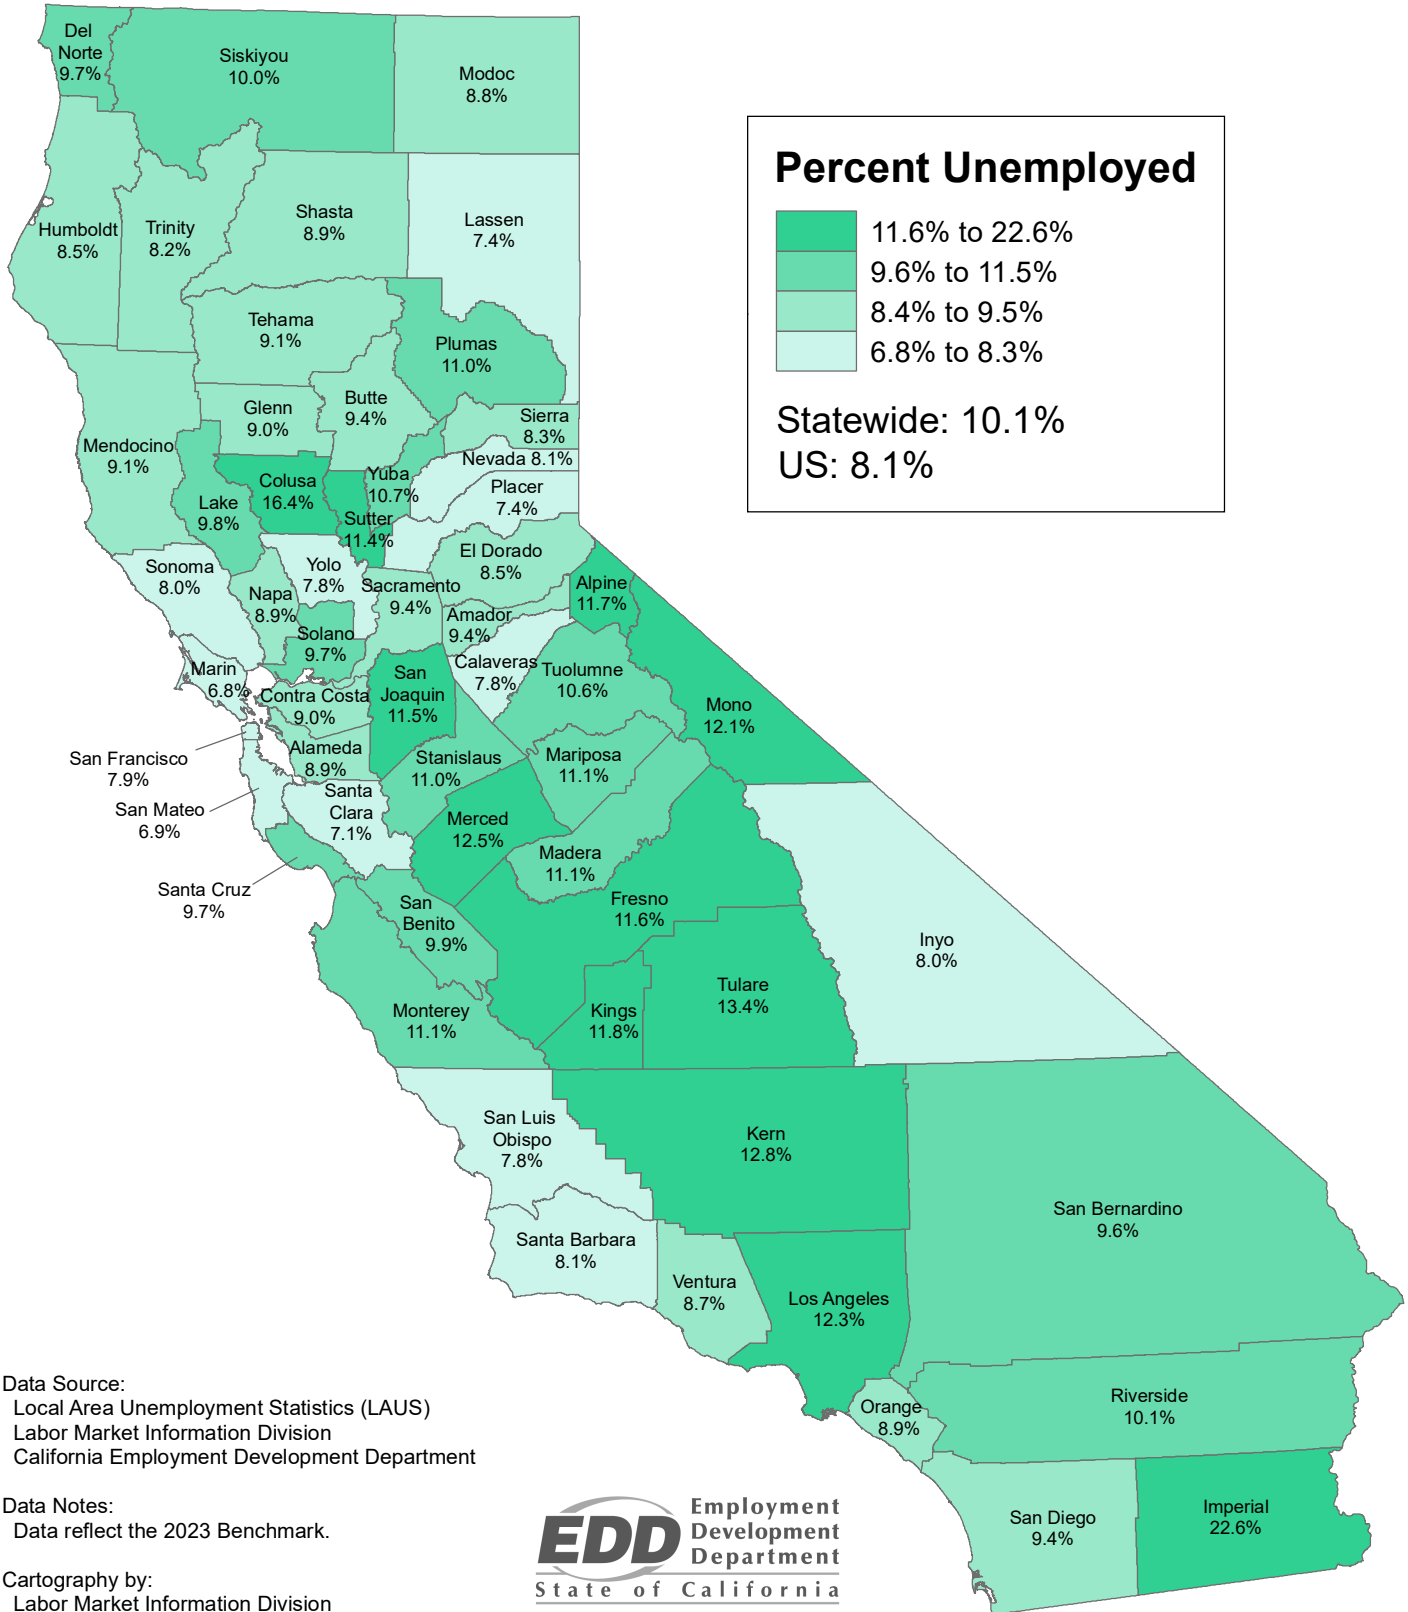 Del
Norte
9.7%
Siskiyou
10.0%
Modoc
8.8%
Percent Unemployed
11.6% to 22.6%
9.6% to 11.5%
8.4% to 9.5%
6.8% to 8.3%
Statewide: 10.1%
US: 8.1%
Humboldt
8.5%
Trinity
8.2%
Shasta
8.9%
Lassen
7.4%
Tehama
9.1%
Plumas
11.0%
Glenn
9.0%
Butte
9.4%
Sierra
8.3%
Mendocino
9.1%
Nevada 8.1%
Lake
9.8%
Colusa
16.4%
Yuba
10.7%
Placer
7.4%
Sutter
11.4%
Sonoma
8.0%
Yolo
7.8%
El Dorado
8.5%
Napa
8.9%
Sacramento
9.4%
Alpine
11.7%
Amador
9.4%
Solano
9.7%
Marin
6.8%
Calaveras
7.8%
Tuolumne
10.6%
San
Joaquin
11.5%
Contra Costa
9.0%
Mono
12.1%
San Francisco
7.9%
Alameda
8.9%
Stanislaus
11.0%
Mariposa
11.1%
San Mateo
6.9%
Santa
Clara
7.1%
Merced
12.5%
Madera
11.1%
Santa Cruz
9.7%
San
Benito
9.9%
Fresno
11.6%
Inyo
8.0%
Monterey
11.1%
Kings
11.8%
Tulare
13.4%
San Luis
Obispo
7.8%
Kern
12.8%
San Bernardino
9.6%
Santa Barbara
8.1%
Ventura
8.7%
Los Angeles
12.3%
Orange
8.9%
Riverside
10.1%
San Diego
9.4%
Imperial
22.6%
Data Source:
Local Area Unemployment Statistics (LAUS)
Labor Market Information Division
California Employment Development Department
Data Notes:
Data reflect the 2023 Benchmark.
Cartography by:
Labor Market Information Division
EDD
Employment
Development
Department
State of California